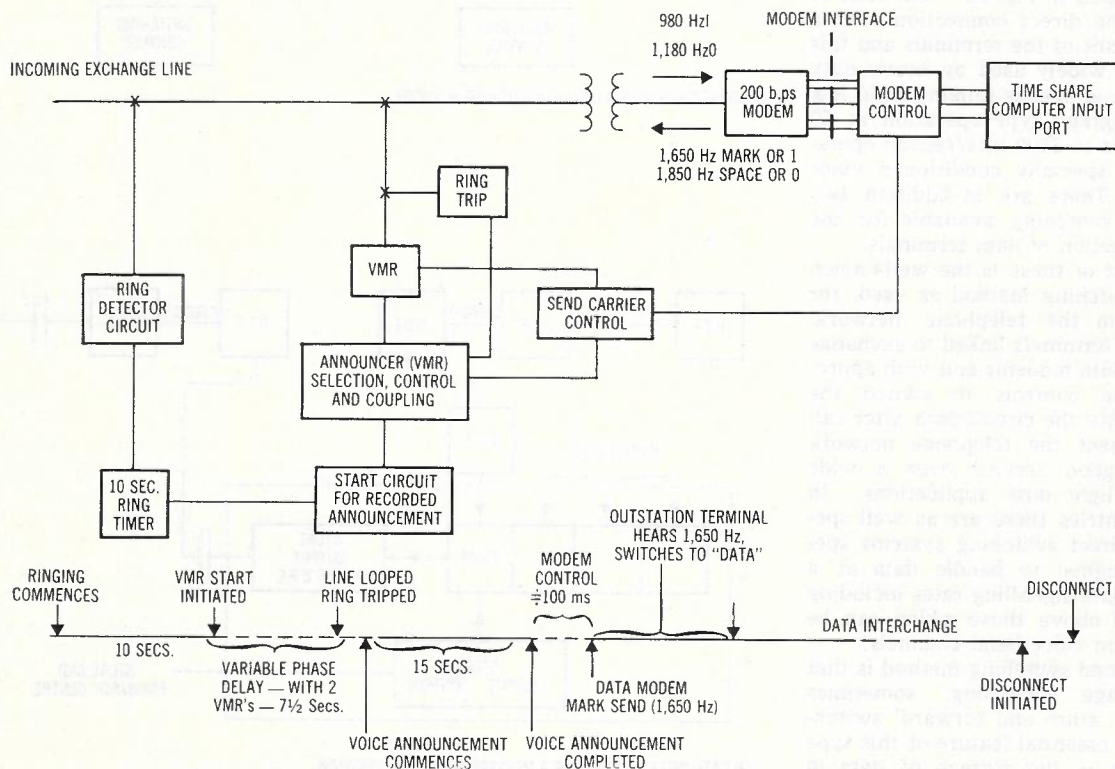 980 Hz1
1,180 Hz0
MODEM INTERFACE
INCOMING EXCHANGE LINE
200 b.ps
MODEM
MODEM
CONTROL
TIME SHARE
COMPUTER INPUT
PORT
1,650 Hz MARK OR 1
1,850 Hz SPACE OR 0
RING
TRIP
VMR
RING
DETECTOR
CIRCUIT
SEND CARRIER
CONTROL
ANNOUNCER (VMR)
SELECTION, CONTROL
AND COUPLING
10 SEC.
RING
TIMER
START CIRCUIT
FOR RECORDED
ANNOUNCEMENT
OUTSTATION TERMINAL
HEARS 1,650 Hz,
SWITCHES TO "DATA"
RINGING
COMMENCES
VMR START
INITIATED
LINE LOOPED
RING TRIPPED
MODEM
CONTROL
≑100 ms
DISCONNECT
10 SECS.
VARIABLE PHASE
DELAY — WITH 2
VMR's — 7½ Secs.
15 SECS.
DATA INTERCHANGE
DATA MODEM
MARK SEND (1,650 Hz)
DISCONNECT
INITIATED
VOICE ANNOUNCEMENT
COMMENCES
VOICE ANNOUNCEMENT
COMPLETED